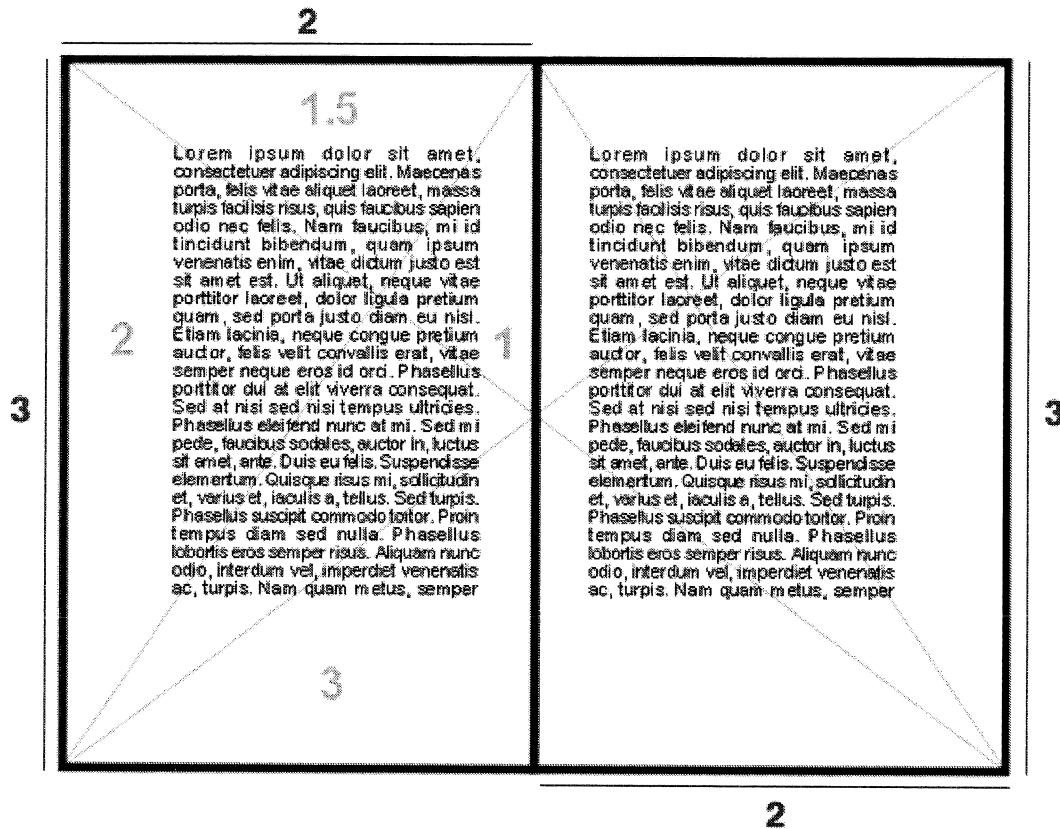 2
1.5
Lorem ipsum dolor sit amet,
consectetuer adipiscing elit. Maecenas
porta, felis vitae aliquet laoreet, massa
turpis facilisis risus, quis faucibus sapien
odio nec felis. Nam faucibus, mi id
tincidunt bibendum, quam ipsum
venenatis enim, vitae dictum justo est
sit amet est. Ut aliquet, neque vitae
porttitor laoreet, dolor ligula pretium
quam, sed porta justo diam eu nisl.
Etiam lacinia, neque congue pretium
auctor, felis velit convallis erat, vitae
semper neque eros id orci. Phasellus
porttitor dui at elit viverra consequat.
Sed at nisi sed nisi tempus ultricies.
Phasellus eleifend nunc at mi. Sed mi
pede, faucibus sodales, auctor in, luctus
sit amet, ante. Duis eu felis. Suspendisse
elementum. Quisque risus mi, sollicitudin
et, varius et, iaculis a, tellus. Sed turpis.
Phasellus suscipit commodo tortor. Proin
tempus diam sed nulla. Phasellus
lobortis eros semper risus. Aliquam nunc
odio, interdum vel, imperdiet venenatis
ac, turpis. Nam quam metus, semper
2
1
3
3
Lorem ipsum dolor sit amet,
consectetuer adipiscing elit. Maecenas
porta, felis vitae aliquet laoreet, massa
turpis facilisis risus, quis faucibus sapien
odio nec felis. Nam faucibus, mi id
tincidunt bibendum, quam ipsum
venenatis enim, vitae dictum justo est
sit amet est. Ut aliquet, neque vitae
porttitor laoreet, dolor ligula pretium
quam, sed porta justo diam eu nisl.
Etiam lacinia, neque congue pretium
auctor, felis velit convallis erat, vitae
semper neque eros id orci. Phasellus
porttitor dui at elit viverra consequat.
Sed at nisi sed nisi tempus ultricies.
Phasellus eleifend nunc at mi. Sed mi
pede, faucibus sodales, auctor in, luctus
sit amet, ante. Duis eu felis. Suspendisse
elementum. Quisque risus mi, sollicitudin
et, varius et, iaculis a, tellus. Sed turpis.
Phasellus suscipit commodo tortor. Proin
tempus diam sed nulla. Phasellus
lobortis eros semper risus. Aliquam nunc
odio, interdum vel, imperdiet venenatis
ac, turpis. Nam quam metus, semper
3
2